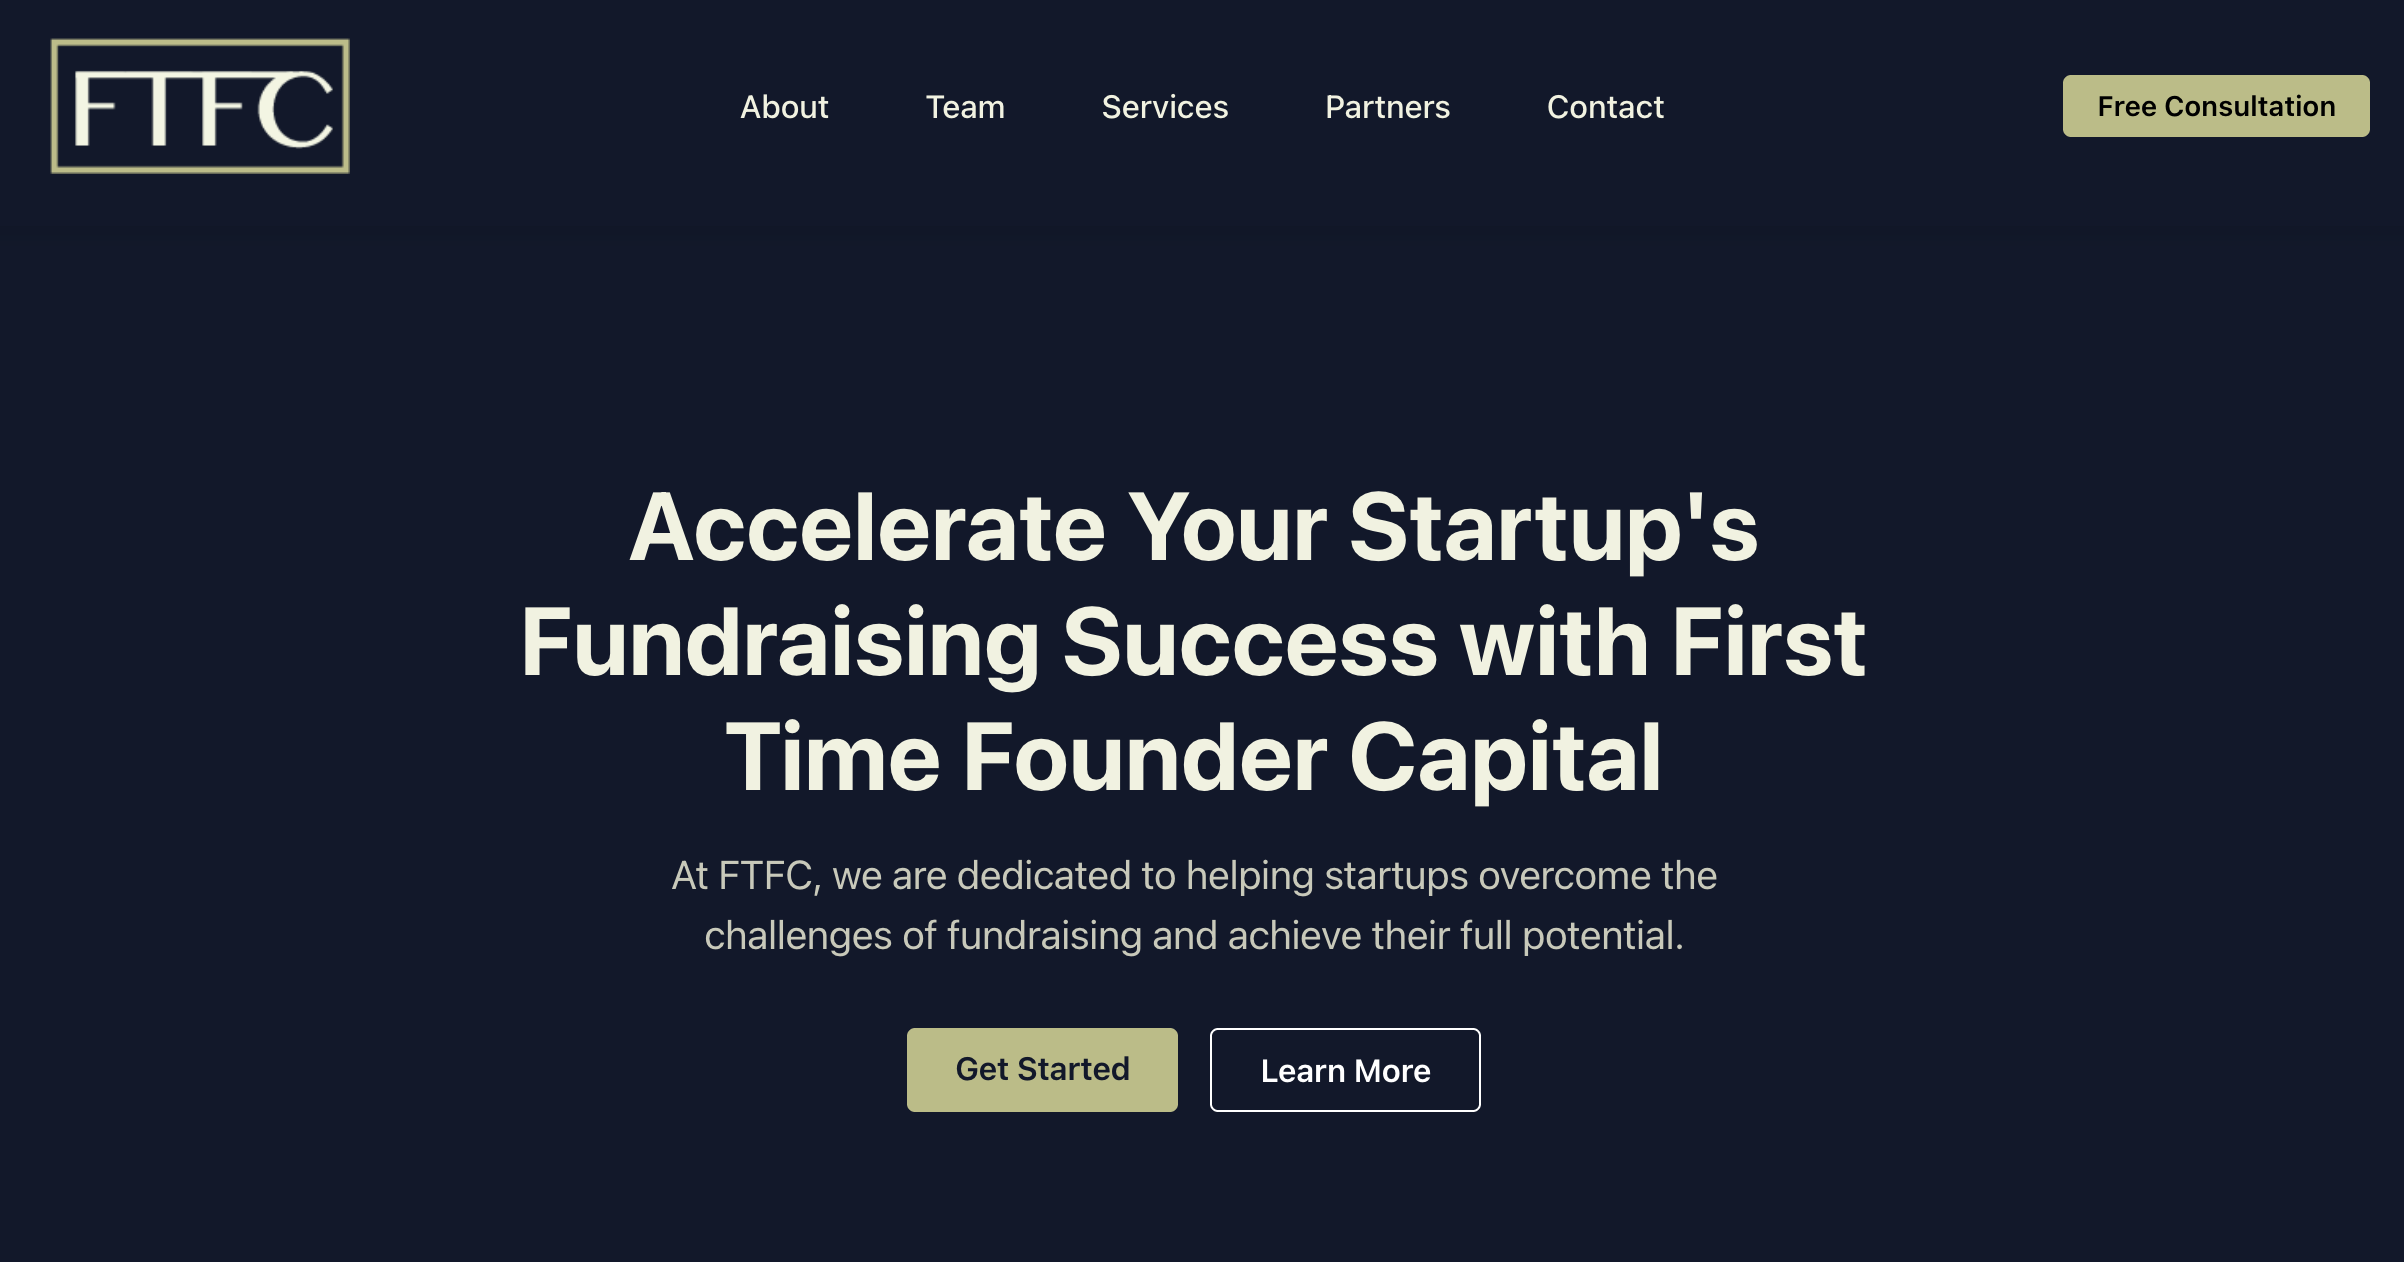 FTFC
About
Team
Services
Partners
Contact
Free Consultation
Accelerate Your Startup's
Fundraising Success with First
Time Founder Capital
At FTFC, we are dedicated to helping startups overcome the
challenges of fundraising and achieve their full potential.
Get Started
Learn More